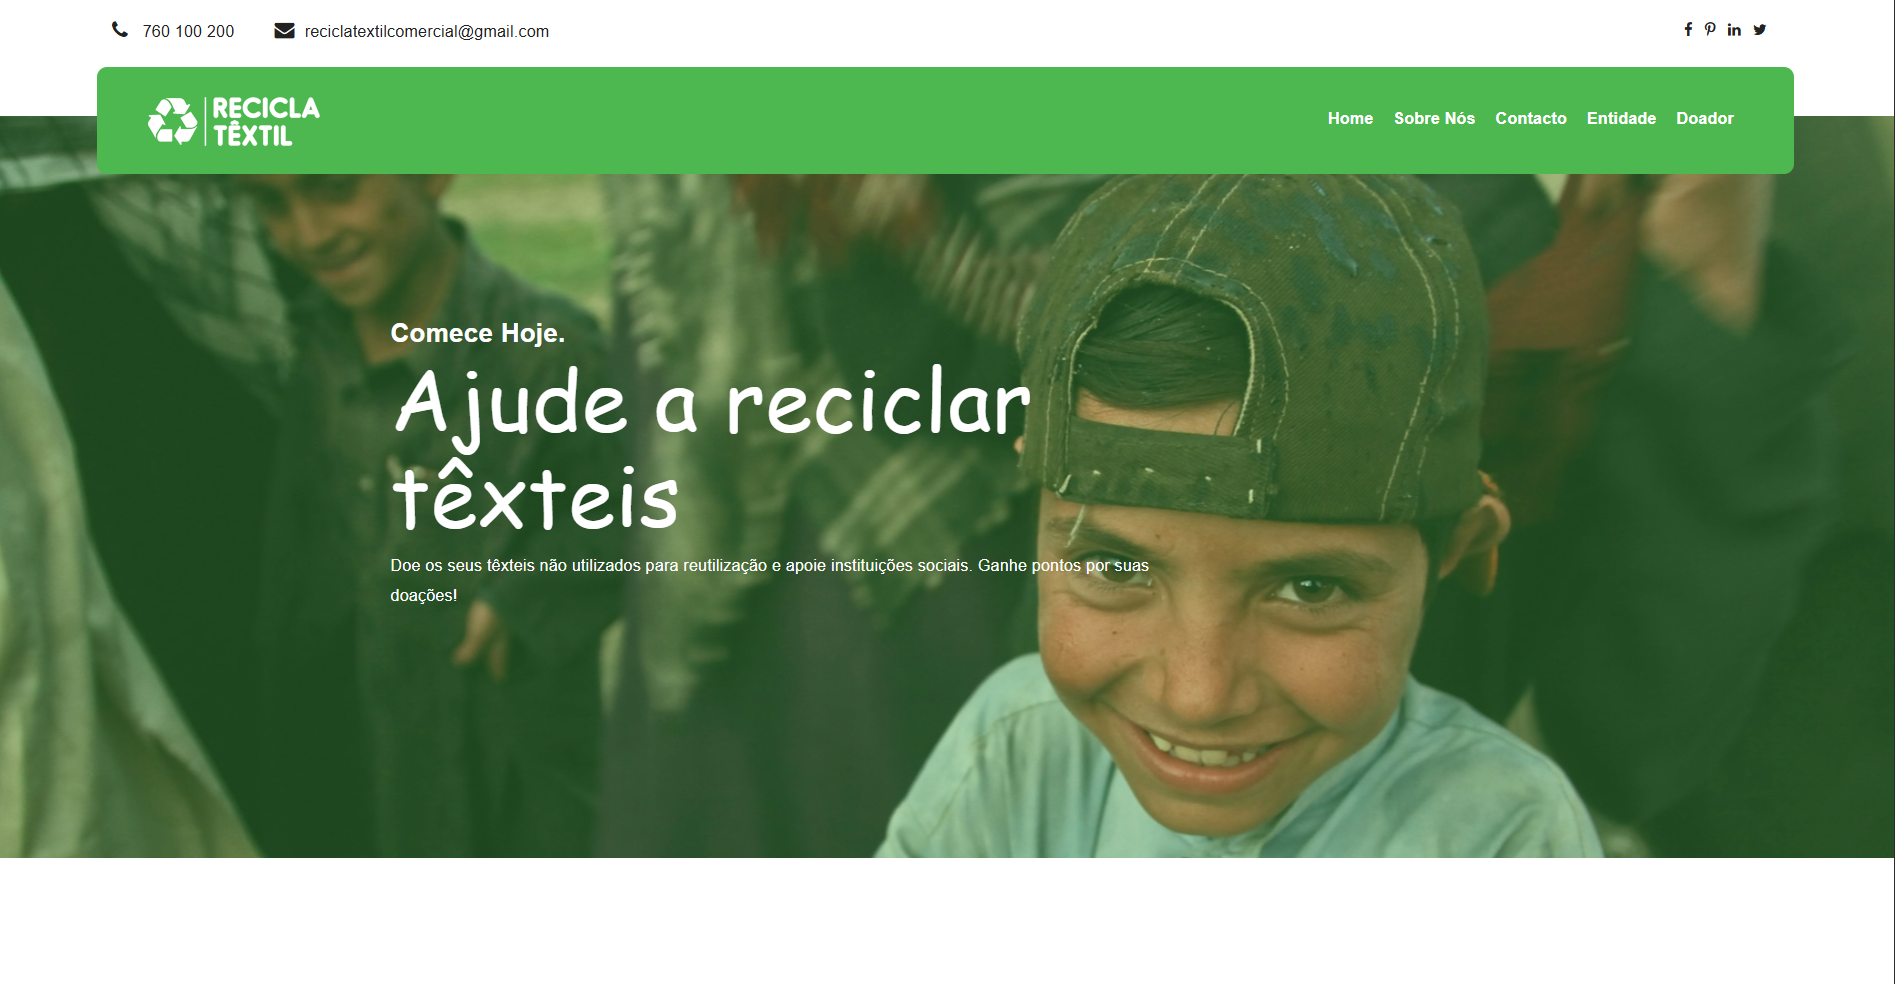 760 100 200
reciclatextilcomercial@gmail.com
RECICLA
TÊXTIL
Home Sobre Nós Contacto Entidade Doador
Comece Hoje.
Ajude a reciclar
têxteis
Doe os seus têxteis não utilizados para reutilização e apoie instituições sociais. Ganhe pontos por suas
doações!